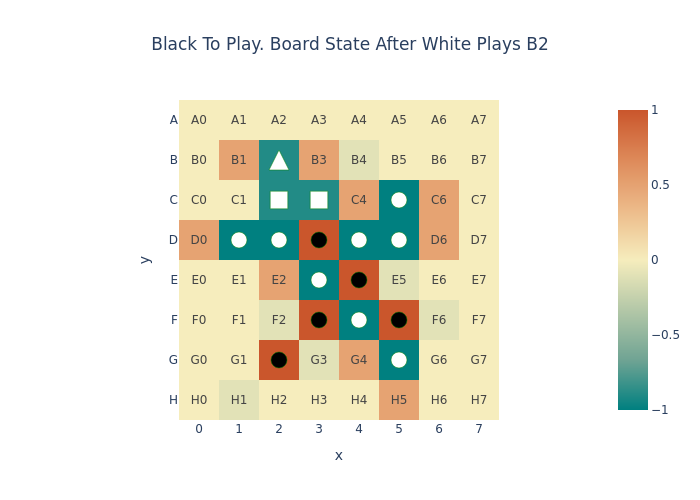 Black To Play. Board State After White Plays B2
A A0 A1 A2 A3 A4 A5 A6 A7
B B0 B1 B3 B4 B5 B6 B7
C C0 C1 C4 C6 C7
D D0 D6 D7
E E0 E1 E2 E5 E6 E7
F F0 F1 F2 F6 F7
G G0 G1 G3 G4 G6 G7
H H0 H1 H2 H3 H4 H5 H6 H7
0 1 2 3 4 5 6 7
x
y
1
0.5
0
−0.5
−1